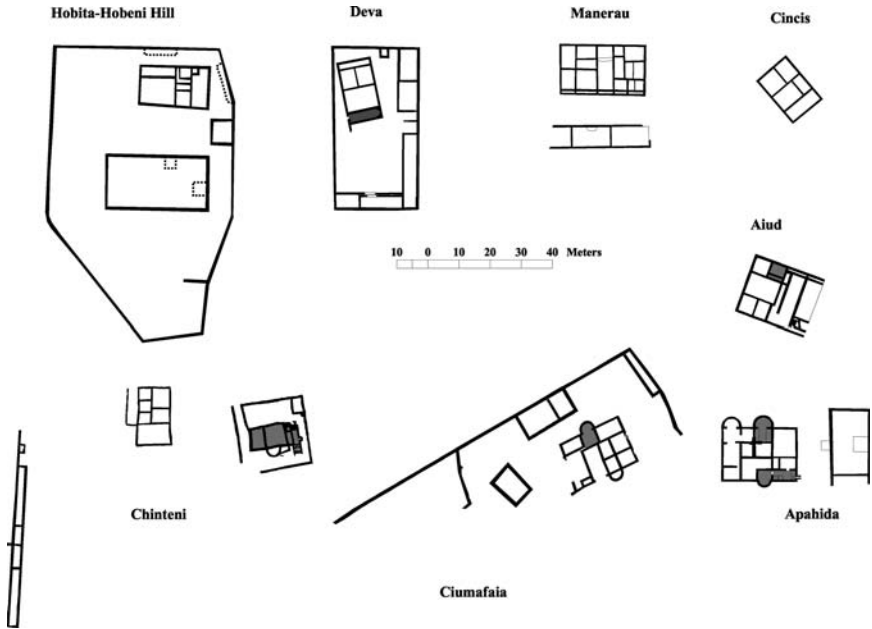 Hobita-Hobeni Hill
Deva
Manerau
Cincis
Aiud
10 0 10 20 30 40 Meters
Chinteni
Ciumafaia
Apahida